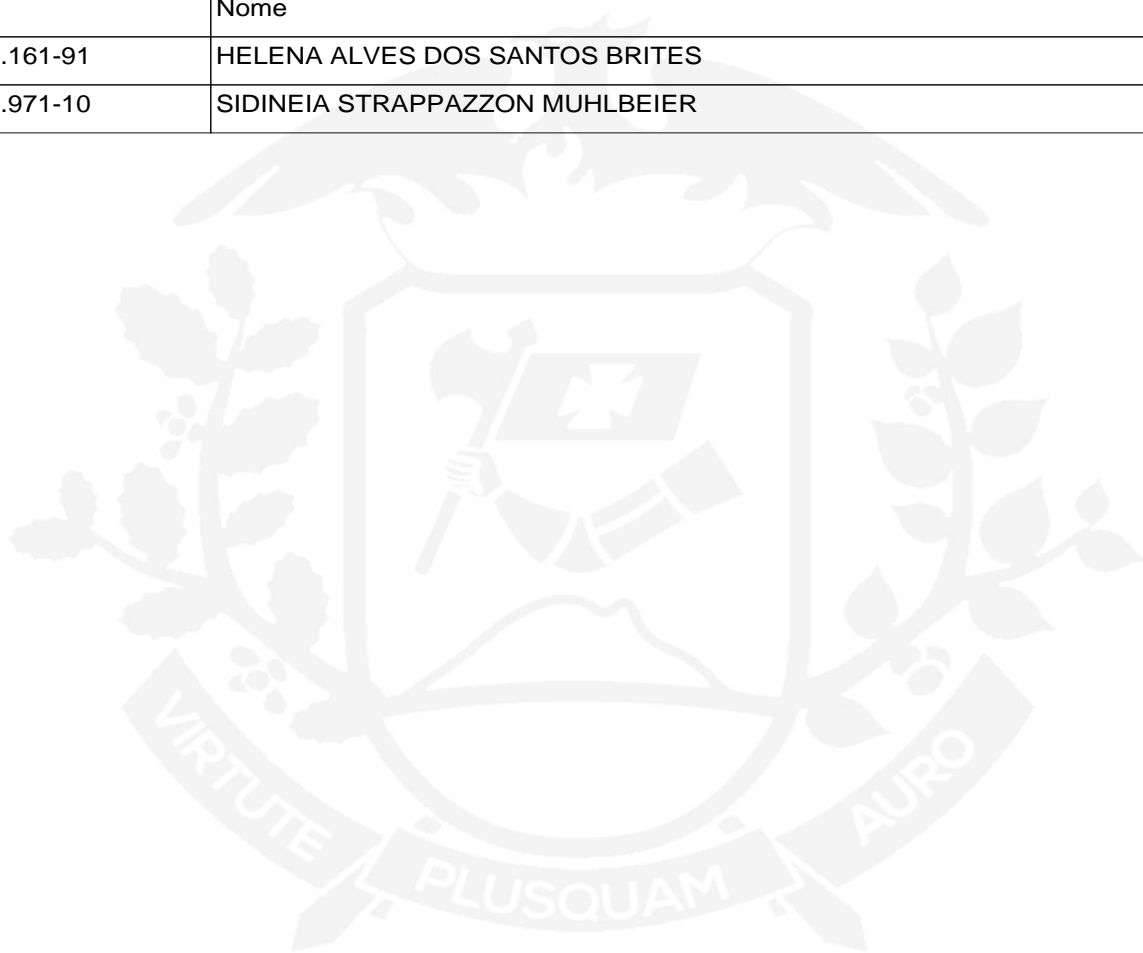 Nome
.161-91 HELENA ALVES DOS SANTOS BRITES
.971-10 SIDINEIA STRAPPAZZON MUHLBEIER
VIRTUTE PLUSQUAM AURO